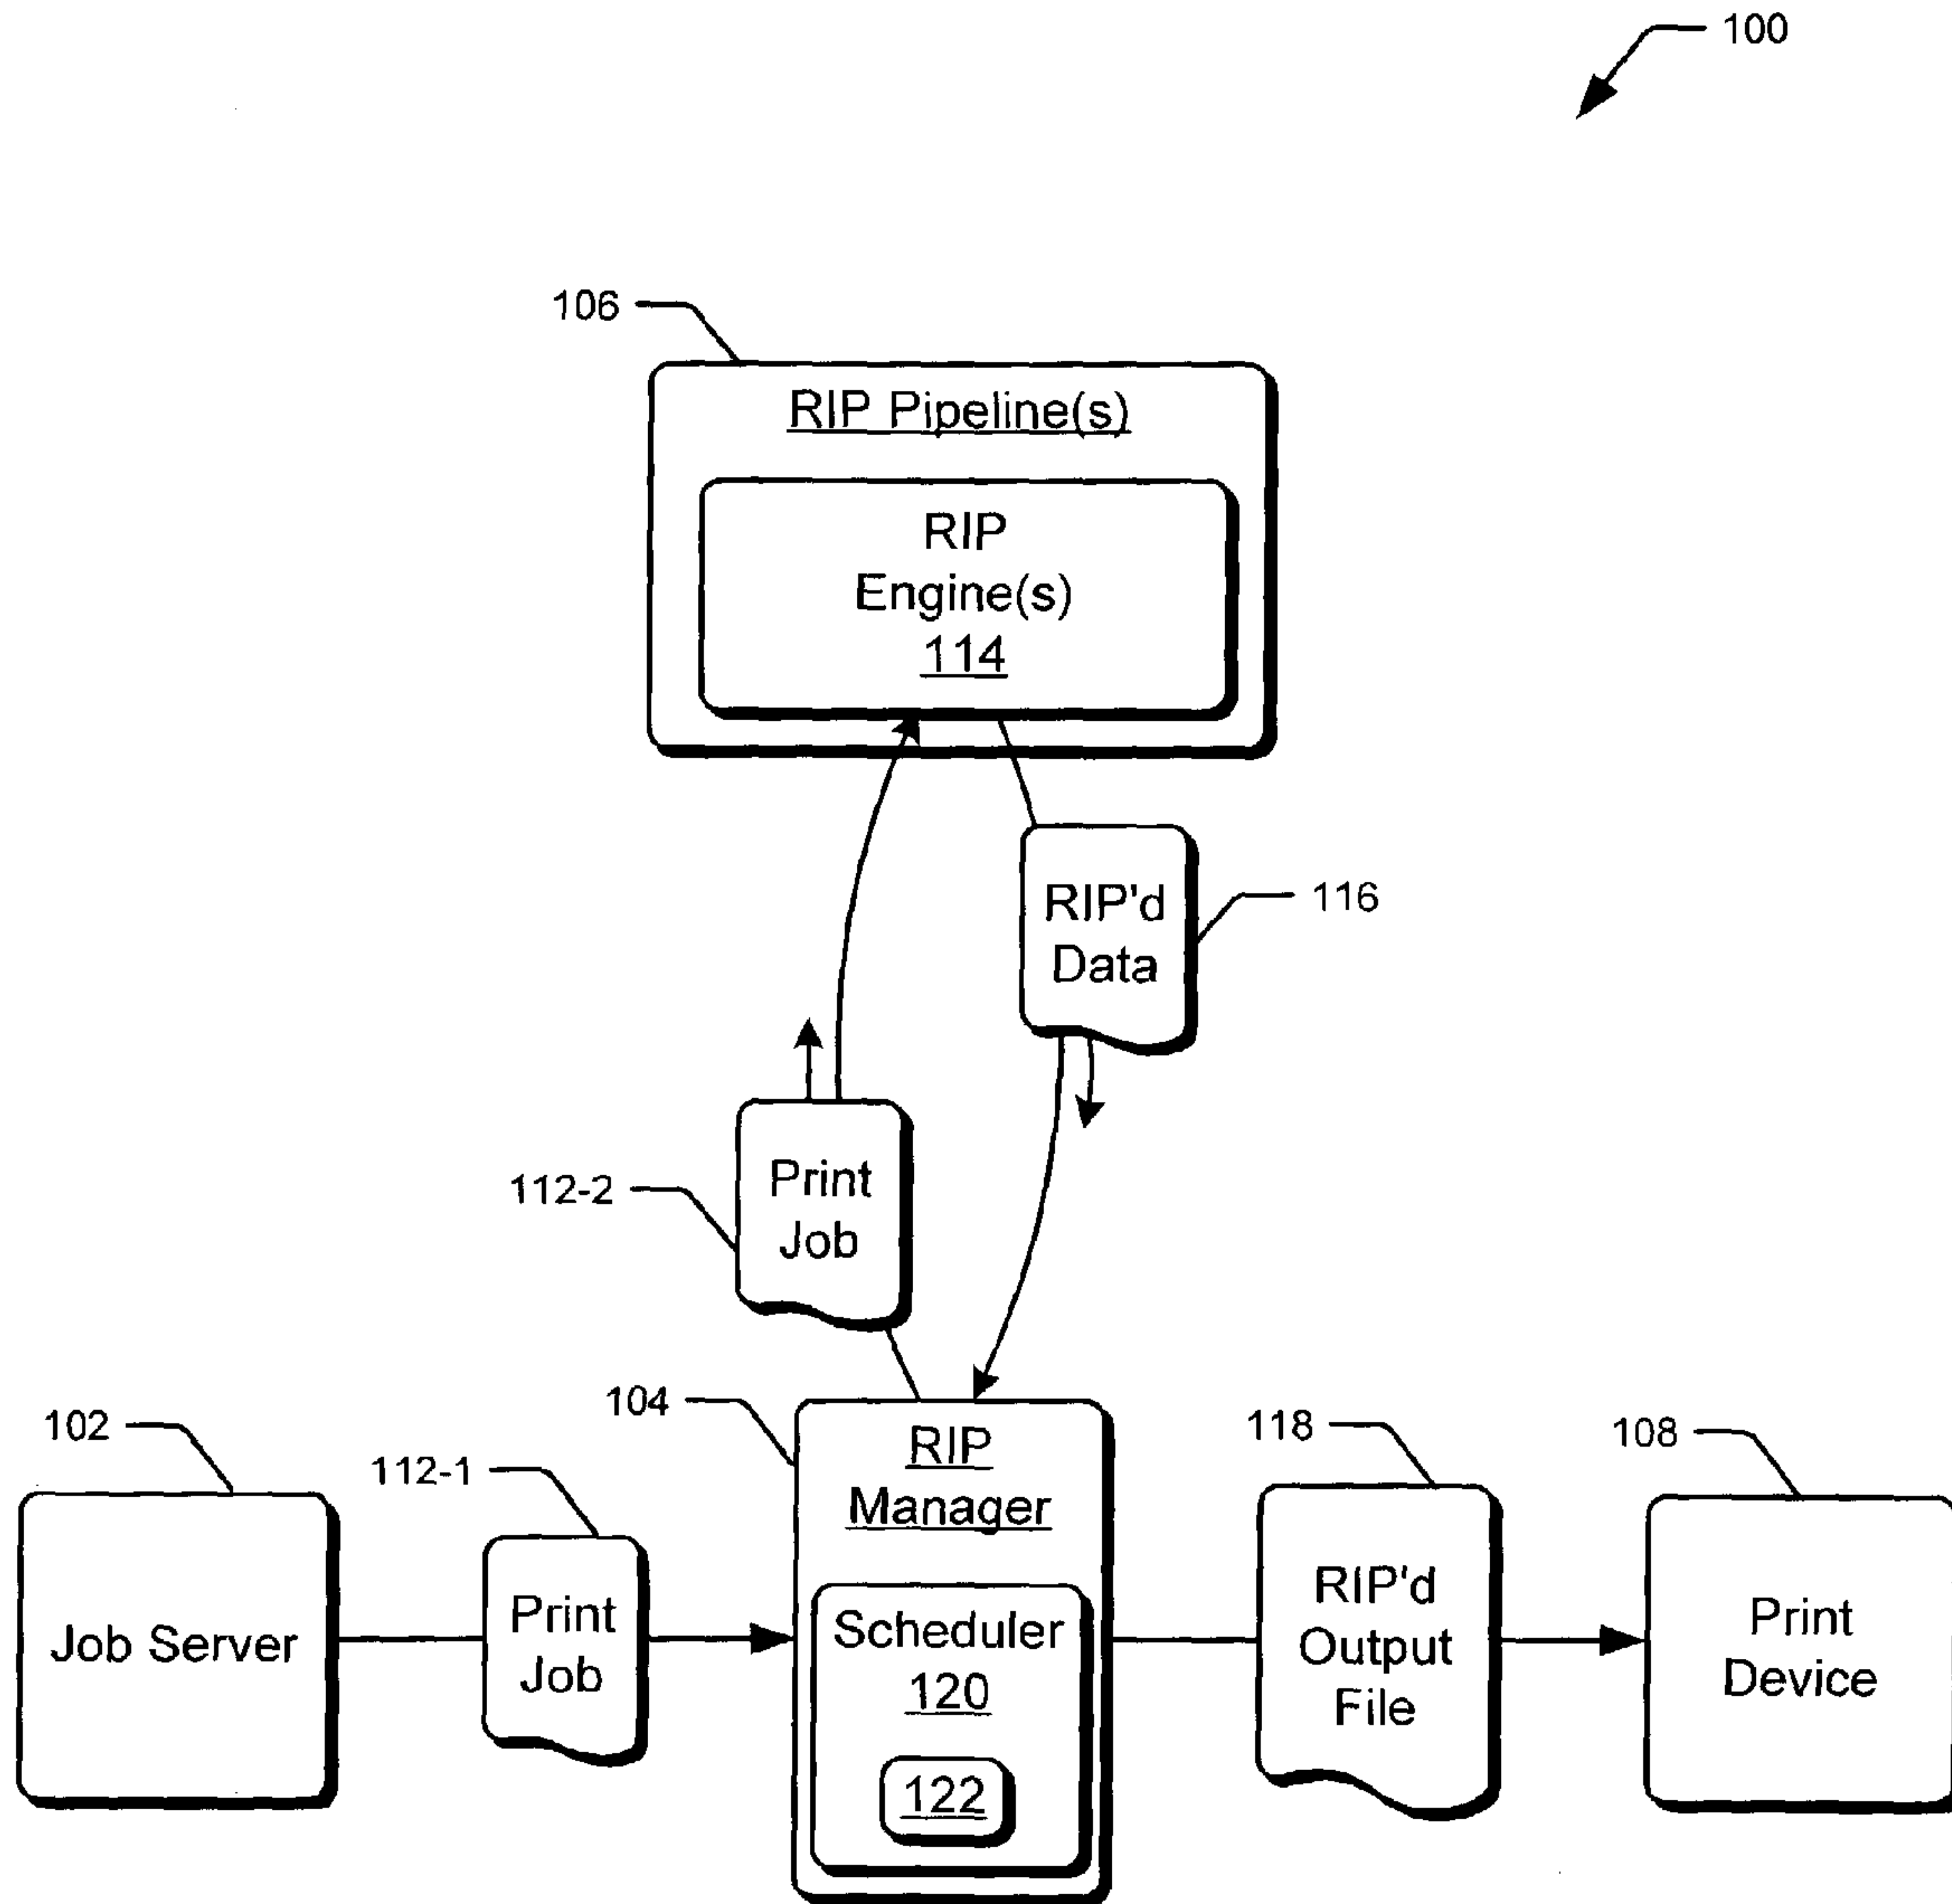 100
106
RIP Pipeline(s)
RIP
Engine(s)
114
RIP'd
Data
116
112-2
Print
Job
102
Job Server
112-1
Print
Job
104
RIP
Manager
Scheduler
120
122
118
RIP'd
Output
File
108
Print
Device